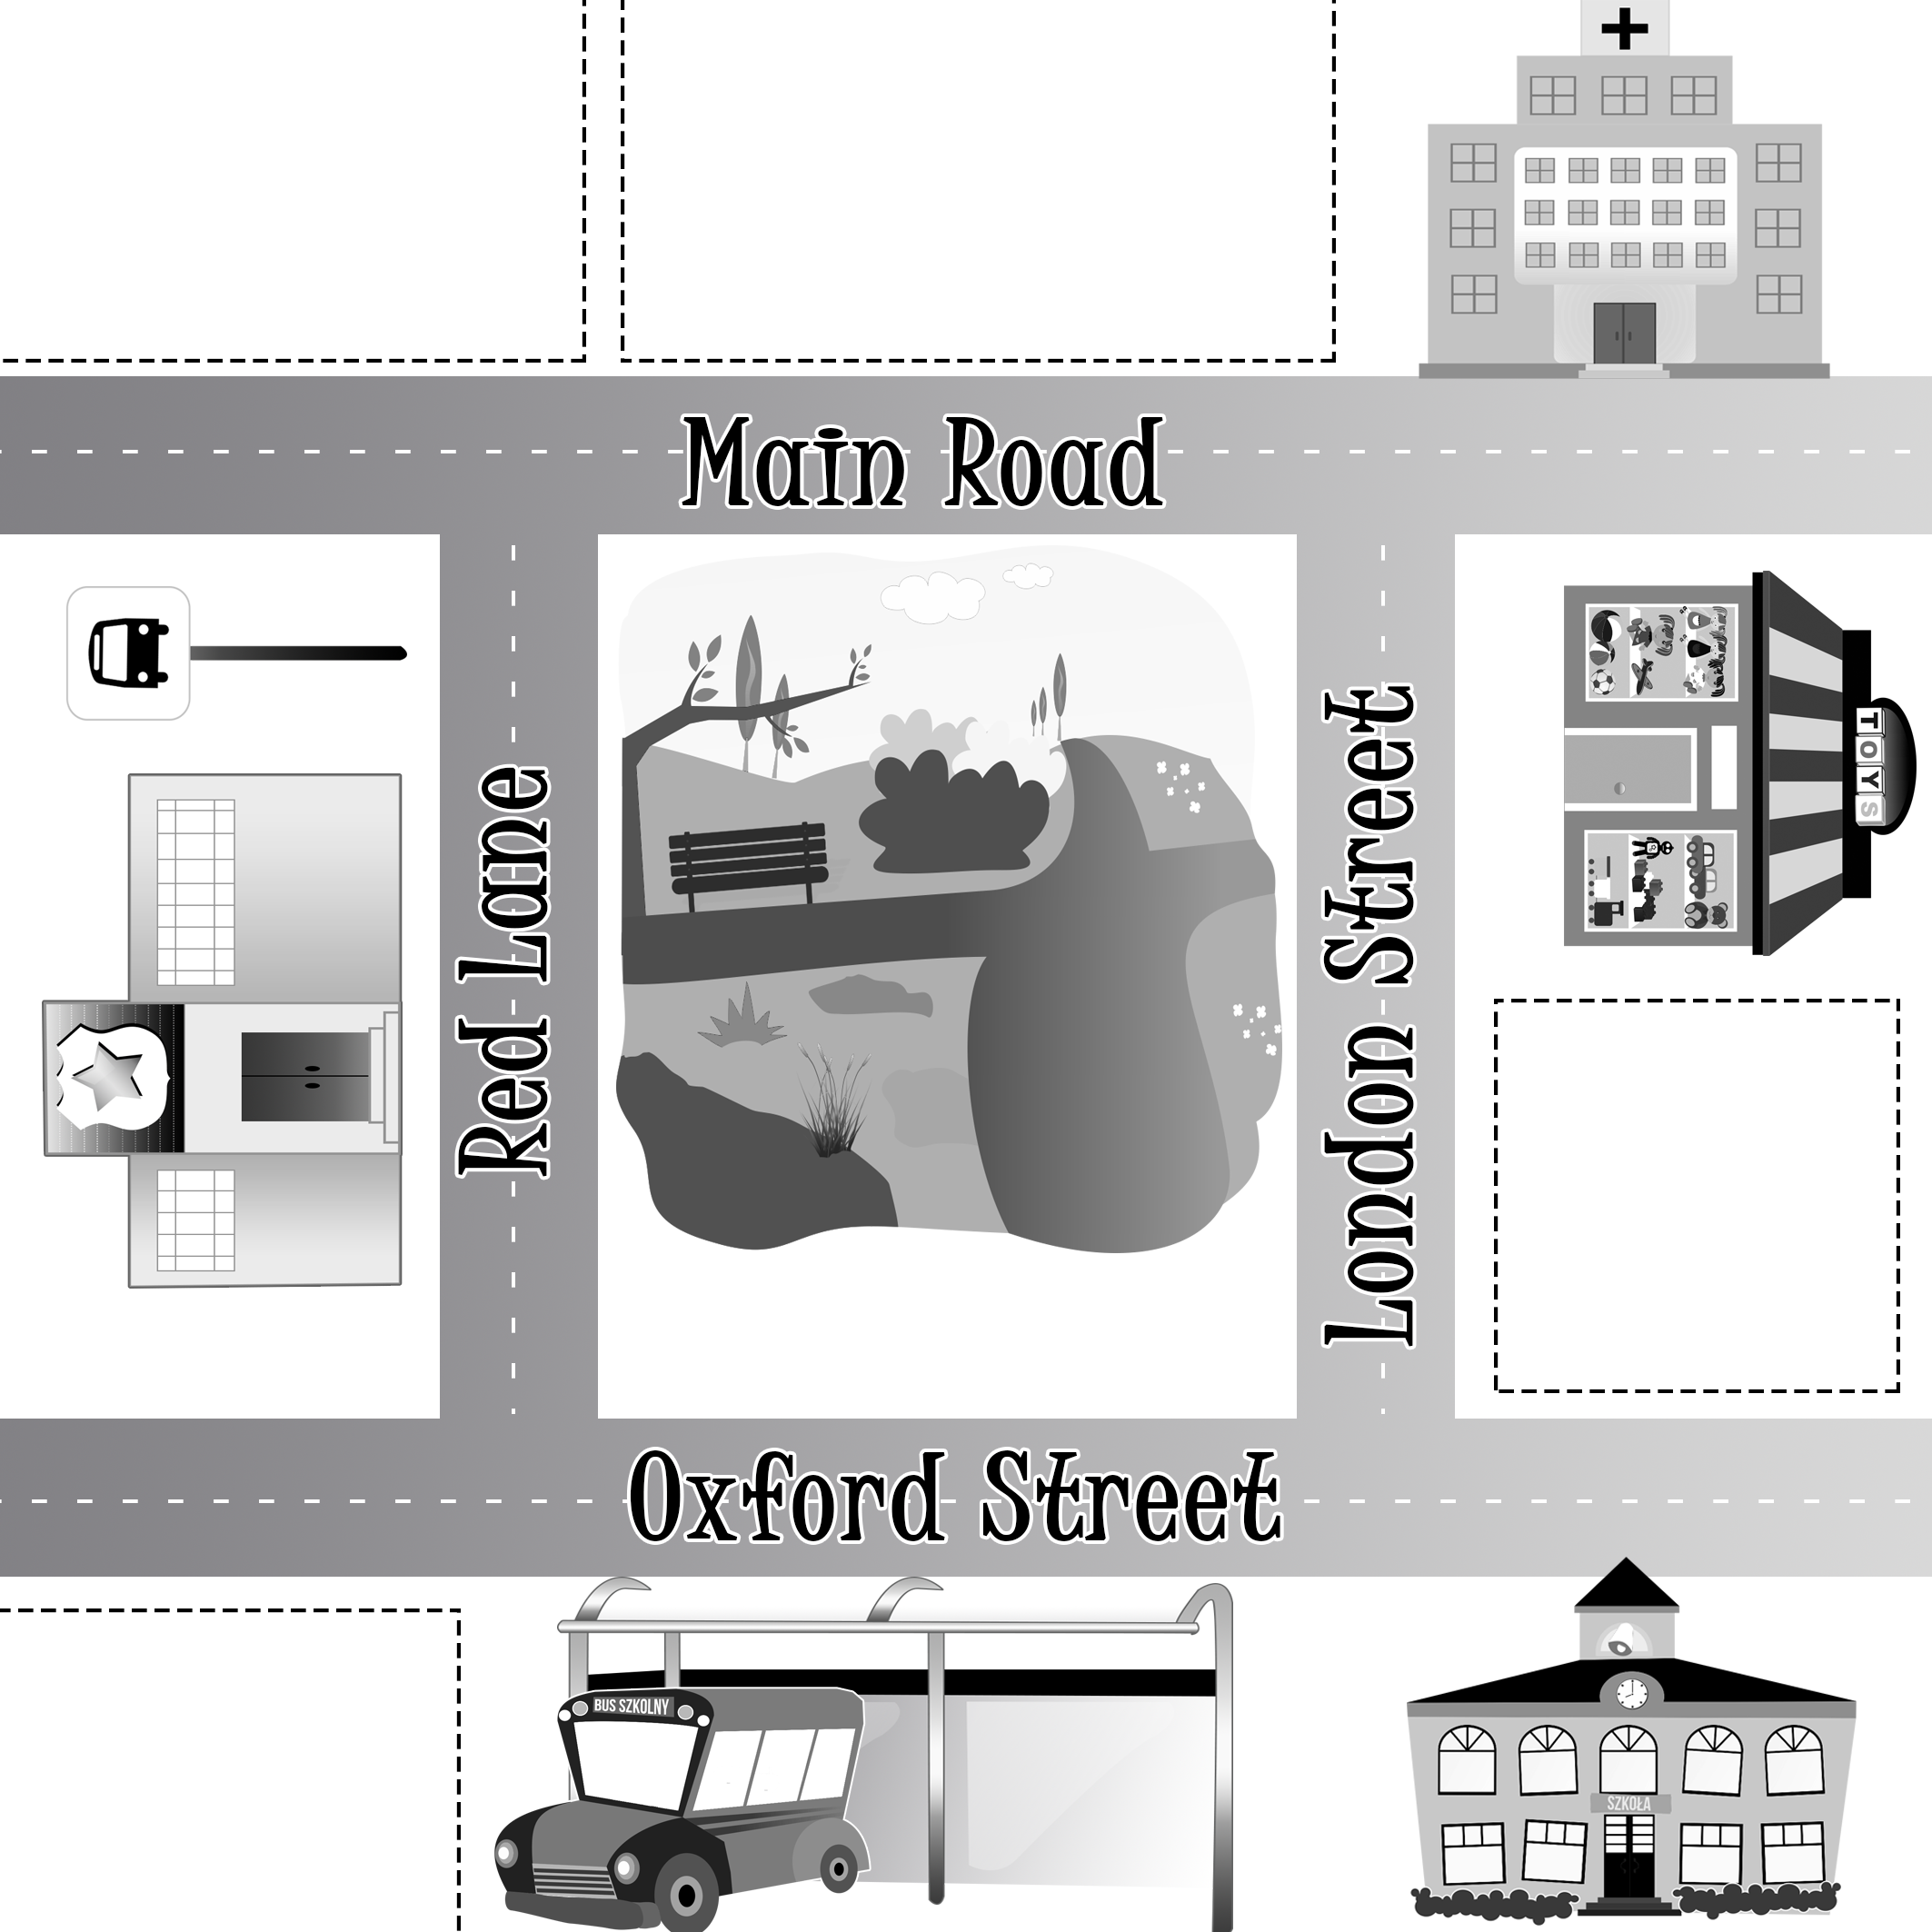 Main Road
TOYS
Red Lane
London Street
Oxford Street
BUS SZKOLNY
SZKOŁA